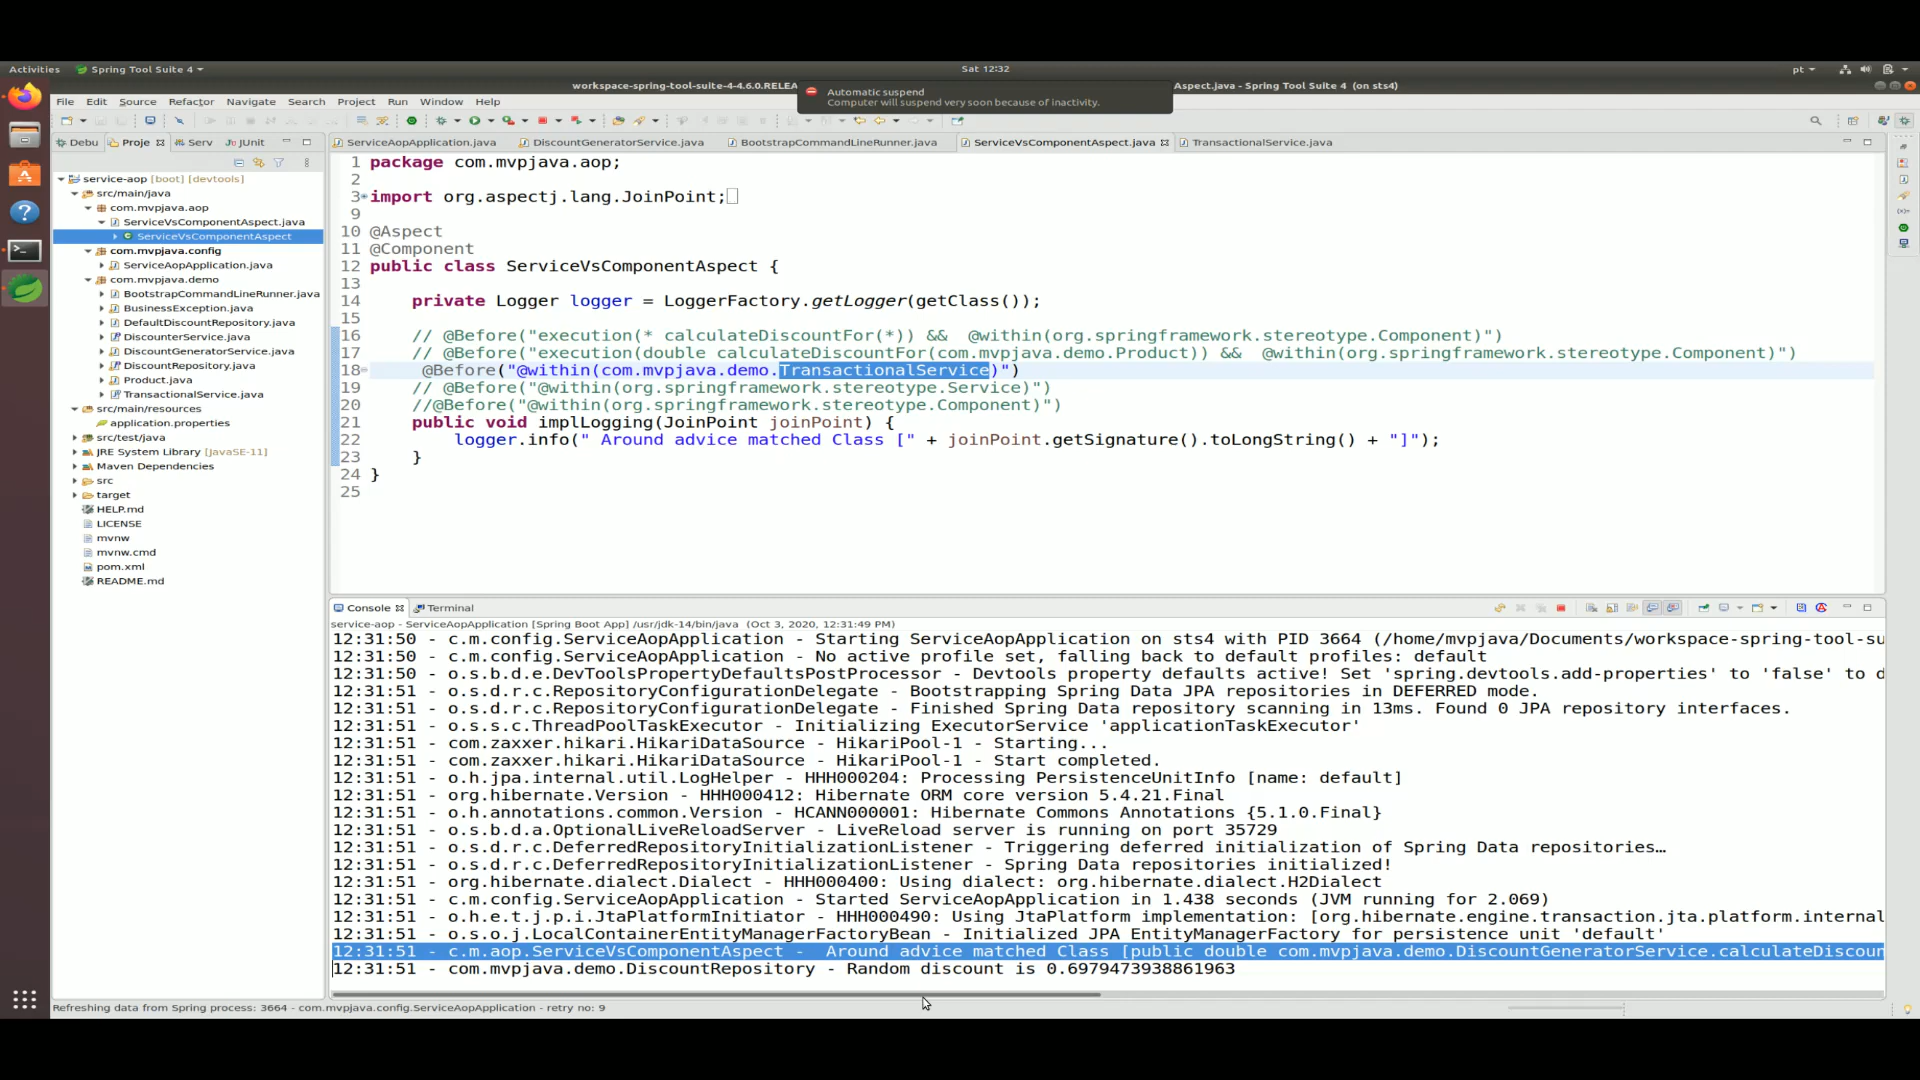 Activities
Spring Tool Suite 4
Sat 12:32
pt
workspace-spring-tool-suite-4-4.6.0.RELEA
Aspect.java - Spring Tool Suite 4 (on sts4)
Automatic suspend
Computer will suspend very soon because of inactivity.
File Edit Source Refactor Navigate Search Project Run Window Help
Debu Proje Serv JUnit
ServiceAopApplication.java DiscountGeneratorService.java BootstrapCommandLineRunner.java ServiceVsComponentAspect.java TransactionalService.java
service-aop [boot] [devtools]
src/main/java
com.mvpjava.aop
ServiceVsComponentAspect.java
ServiceVsComponentAspect
com.mvpjava.config
ServiceAopApplication.java
com.mvpjava.demo
BootstrapCommandLineRunner.java
BusinessException.java
DefaultDiscountRepository.java
DiscounterService.java
DiscountGeneratorService.java
DiscountRepository.java
Product.java
TransactionalService.java
src/main/resources
application.properties
src/test/java
JRE System Library [JavaSE-11]
Maven Dependencies
src
target
HELP.md
LICENSE
mvnw
mvnw.cmd
pom.xml
README.md
1 package com.mvpjava.aop;
2
3 import org.aspectj.lang.JoinPoint;
9
10 @Aspect
11 @Component
12 public class ServiceVsComponentAspect {
13
14 private Logger logger = LoggerFactory.getLogger(getClass());
15
16 // @Before("execution(* calculateDiscountFor(*)) &&  @within(org.springframework.stereotype.Component)")
17 // @Before("execution(double calculateDiscountFor(com.mvpjava.demo.Product)) &&  @within(org.springframework.stereotype.Component)")
18 @Before("@within(com.mvpjava.demo.TransactionalService)")
19 // @Before("@within(org.springframework.stereotype.Service)")
20 //@Before("@within(org.springframework.stereotype.Component)")
21 public void implLogging(JoinPoint joinPoint) {
22 logger.info(" Around advice matched Class [" + joinPoint.getSignature().toLongString() + "]");
23 }
24 }
25
Console Terminal
service-aop - ServiceAopApplication [Spring Boot App] /usr/jdk-14/bin/java (Oct 3, 2020, 12:31:49 PM)
12:31:50 - c.m.config.ServiceAopApplication - Starting ServiceAopApplication on sts4 with PID 3664 (/home/mvpjava/Documents/workspace-spring-tool-su
12:31:50 - c.m.config.ServiceAopApplication - No active profile set, falling back to default profiles: default
12:31:50 - o.s.b.d.e.DevToolsPropertyDefaultsPostProcessor - Devtools property defaults active! Set 'spring.devtools.add-properties' to 'false' to d
12:31:51 - o.s.d.r.c.RepositoryConfigurationDelegate - Bootstrapping Spring Data JPA repositories in DEFERRED mode.
12:31:51 - o.s.d.r.c.RepositoryConfigurationDelegate - Finished Spring Data repository scanning in 13ms. Found 0 JPA repository interfaces.
12:31:51 - o.s.s.c.ThreadPoolTaskExecutor - Initializing ExecutorService 'applicationTaskExecutor'
12:31:51 - com.zaxxer.hikari.HikariDataSource - HikariPool-1 - Starting...
12:31:51 - com.zaxxer.hikari.HikariDataSource - HikariPool-1 - Start completed.
12:31:51 - o.h.jpa.internal.util.LogHelper - HHH000204: Processing PersistenceUnitInfo [name: default]
12:31:51 - org.hibernate.Version - HHH000412: Hibernate ORM core version 5.4.21.Final
12:31:51 - o.h.annotations.common.Version - HCANN000001: Hibernate Commons Annotations {5.1.0.Final}
12:31:51 - o.s.b.d.a.OptionalLiveReloadServer - LiveReload server is running on port 35729
12:31:51 - o.s.d.r.c.DeferredRepositoryInitializationListener - Triggering deferred initialization of Spring Data repositories…
12:31:51 - o.s.d.r.c.DeferredRepositoryInitializationListener - Spring Data repositories initialized!
12:31:51 - org.hibernate.dialect.Dialect - HHH000400: Using dialect: org.hibernate.dialect.H2Dialect
12:31:51 - c.m.config.ServiceAopApplication - Started ServiceAopApplication in 1.438 seconds (JVM running for 2.069)
12:31:51 - o.h.e.t.j.p.i.JtaPlatformInitiator - HHH000490: Using JtaPlatform implementation: [org.hibernate.engine.transaction.jta.platform.internal
12:31:51 - o.s.o.j.LocalContainerEntityManagerFactoryBean - Initialized JPA EntityManagerFactory for persistence unit 'default'
12:31:51 - c.m.aop.ServiceVsComponentAspect -  Around advice matched Class [public double com.mvpjava.demo.DiscountGeneratorService.calculateDiscoun
12:31:51 - com.mvpjava.demo.DiscountRepository - Random discount is 0.6979473938861963
Refreshing data from Spring process: 3664 - com.mvpjava.config.ServiceAopApplication - retry no: 9